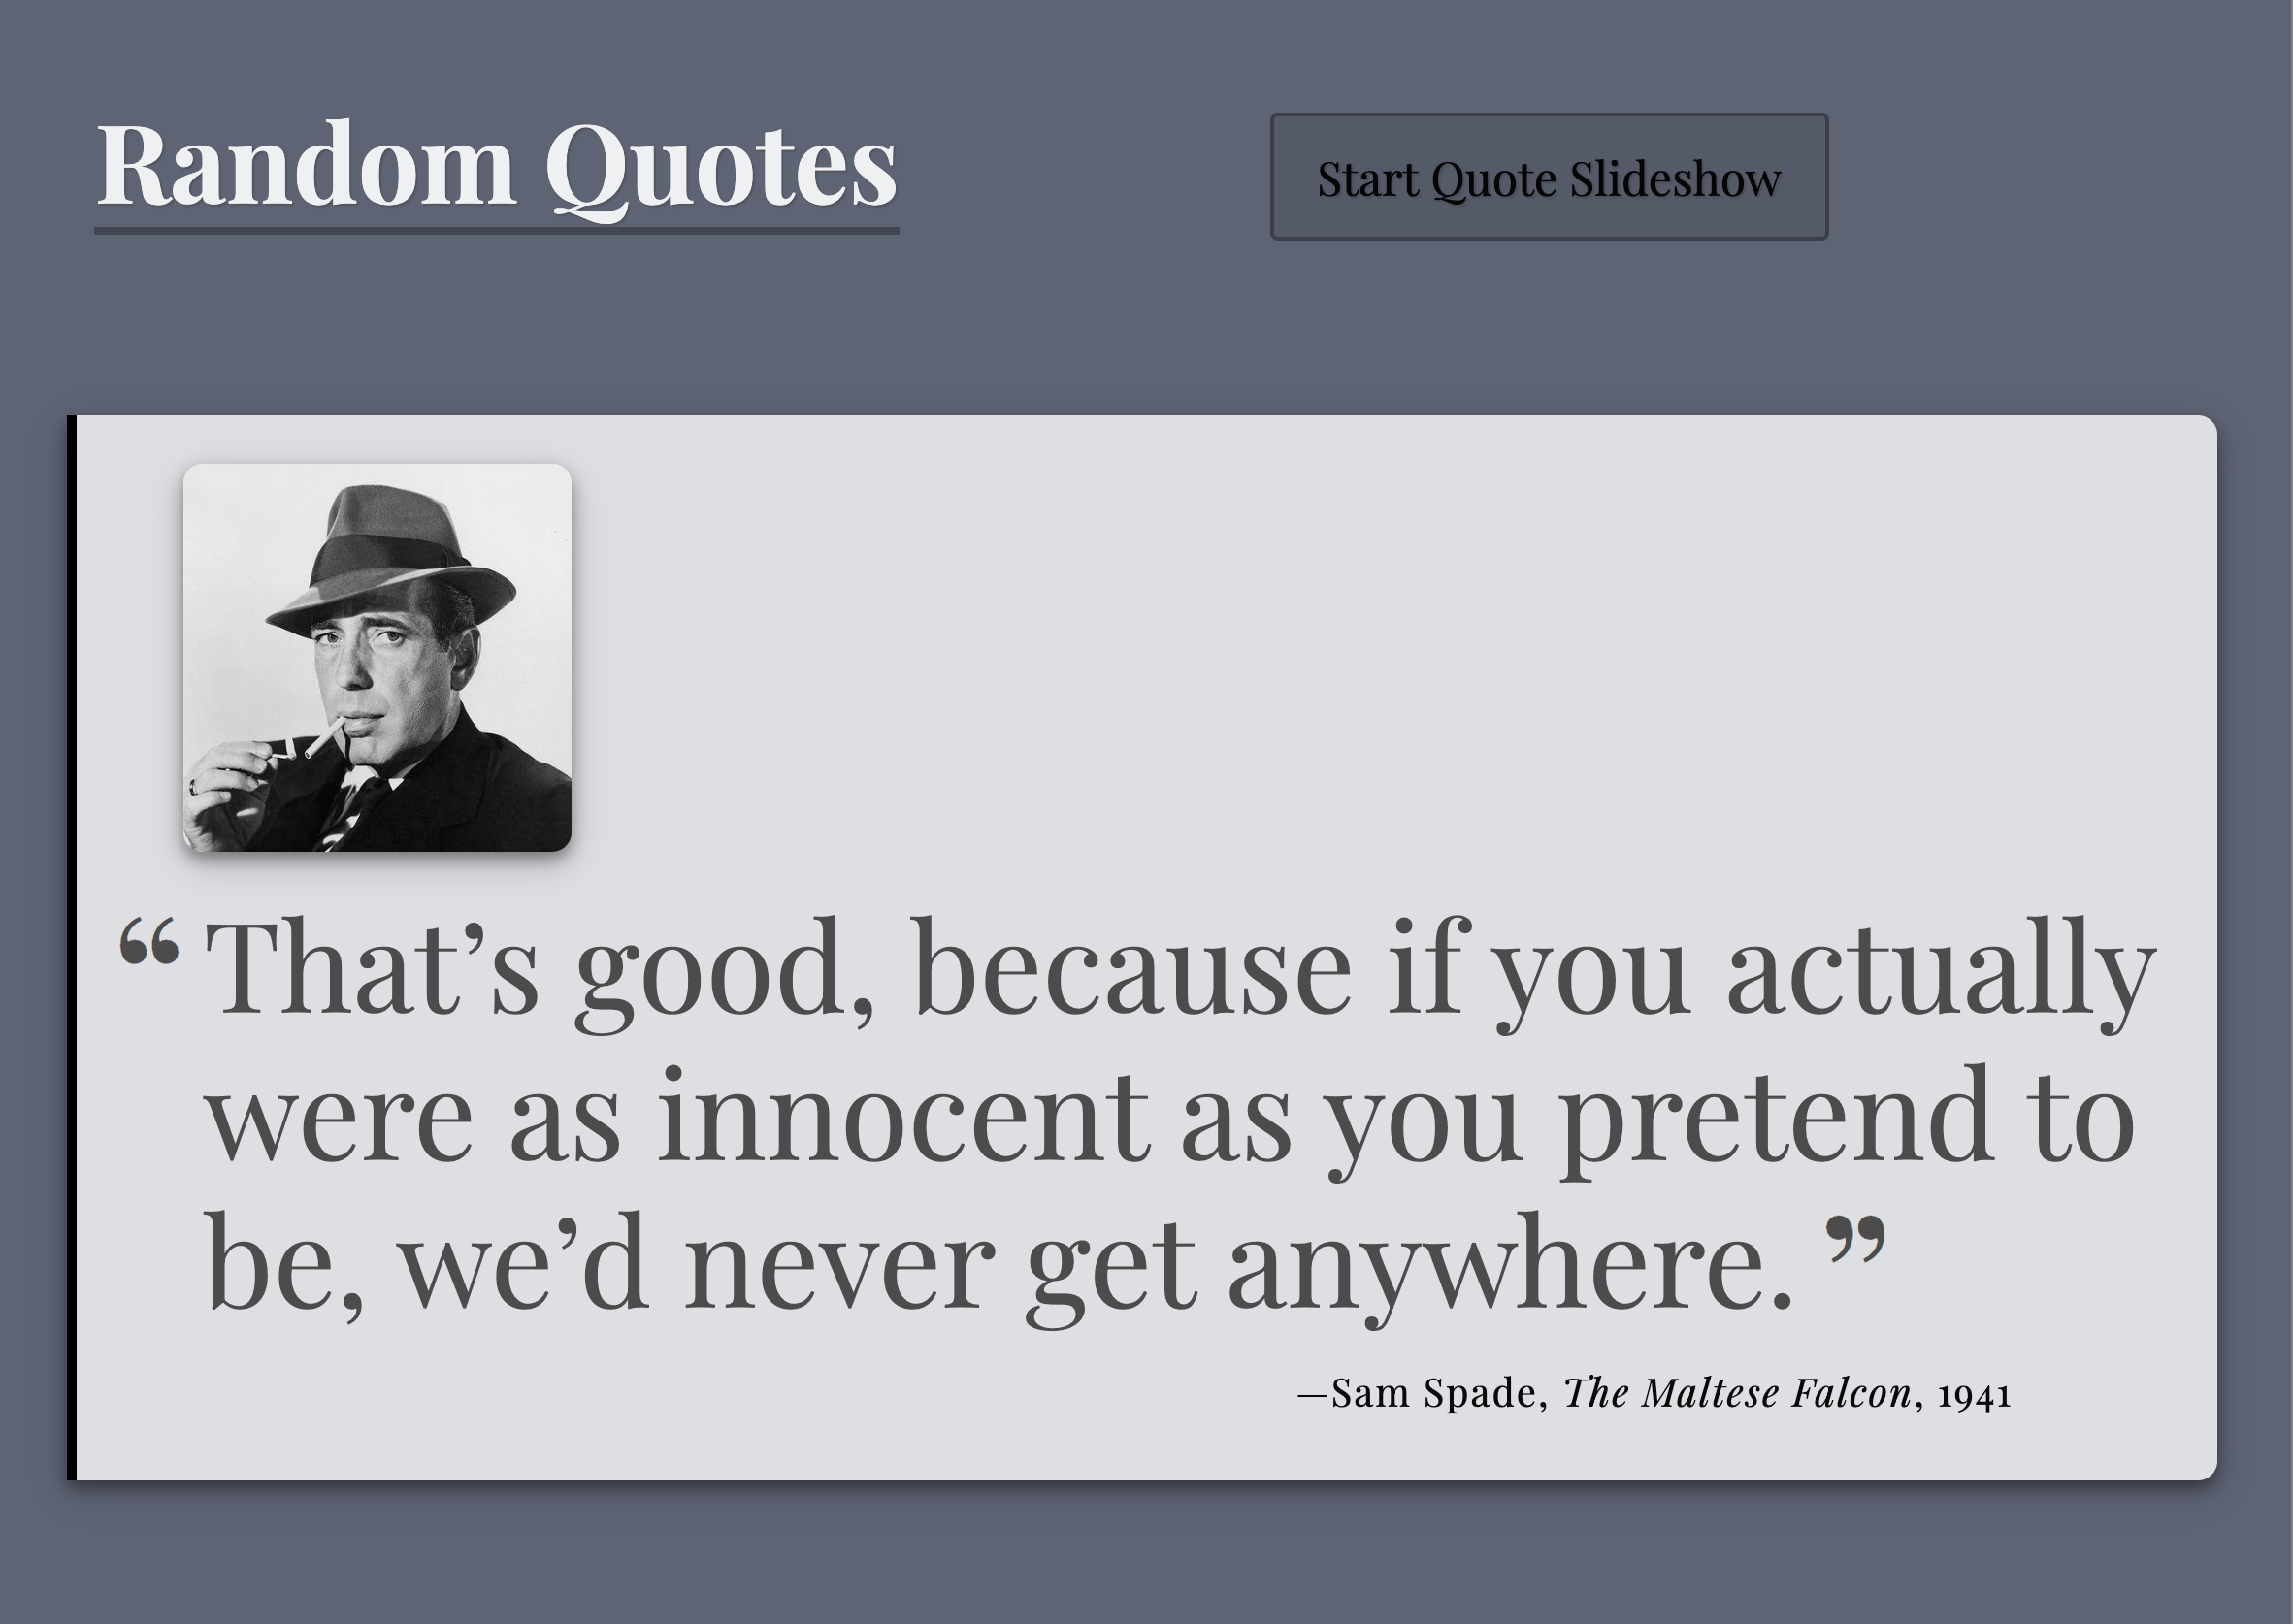 Random Quotes
Start Quote Slideshow
“ That’s good, because if you actually
were as innocent as you pretend to
be, we’d never get anywhere. ”
—Sam Spade, The Maltese Falcon, 1941